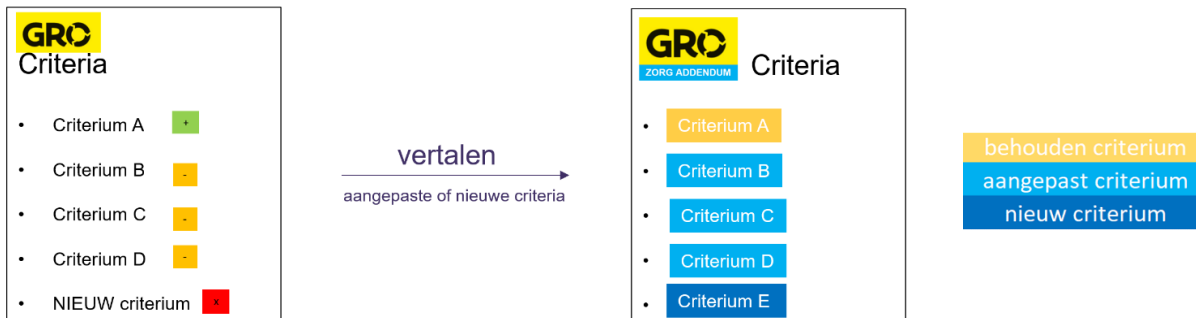 GRO
Criteria
• Criterium A +
• Criterium B -
• Criterium C -
• Criterium D -
• NIEUW criterium x
vertalen
aangepaste of nieuwe criteria
GRO
ZORG ADDENDUM
Criteria
• Criterium A
• Criterium B
• Criterium C
• Criterium D
• Criterium E
behouden criterium
aangepast criterium
nieuw criterium